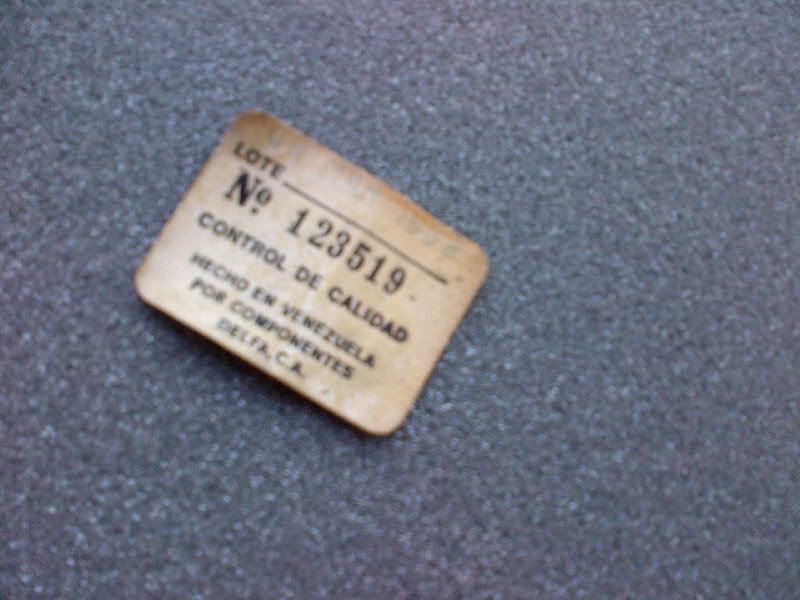 LOTE
Nº. 123519
CONTROL DE CALIDAD
HECHO EN VENEZUELA
POR COMPONENTES
DELFA, C.A.